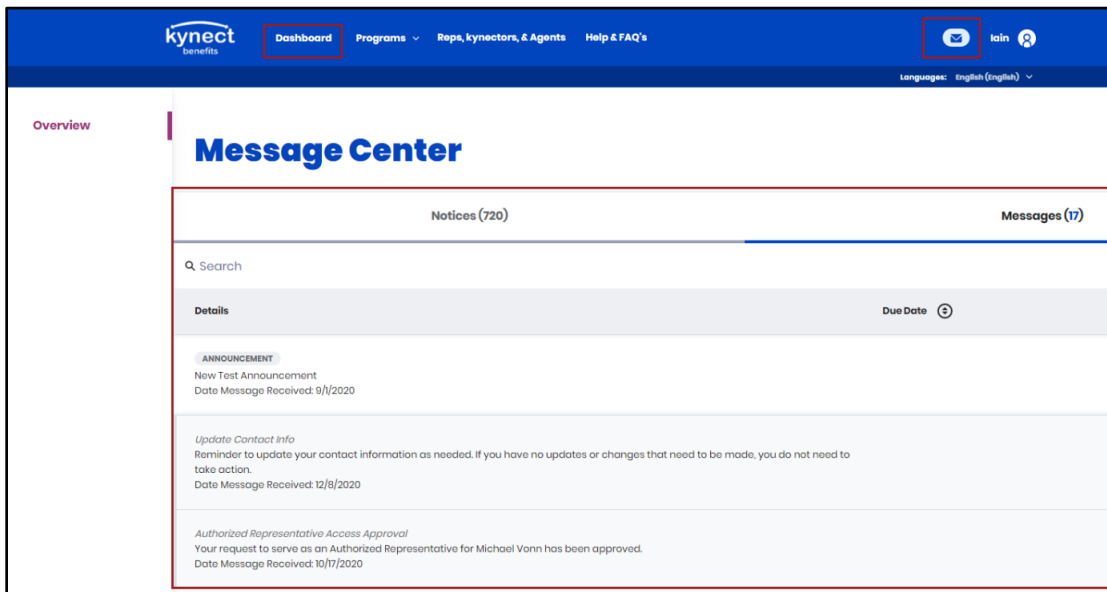 kynect
benefits
Dashboard Programs Reps, kynectors, & Agents Help & FAQ's Iain
Languages: English (English)
Overview
Message Center
Notices (720) Messages (17)
Search
Details Due Date
ANNOUNCEMENT
New Test Announcement
Date Message Received: 9/1/2020
Update Contact Info
Reminder to update your contact information as needed. If you have no updates or changes that need to be made, you do not need to
take action.
Date Message Received: 12/8/2020
Authorized Representative Access Approval
Your request to serve as an Authorized Representative for Michael Vonn has been approved.
Date Message Received: 10/17/2020